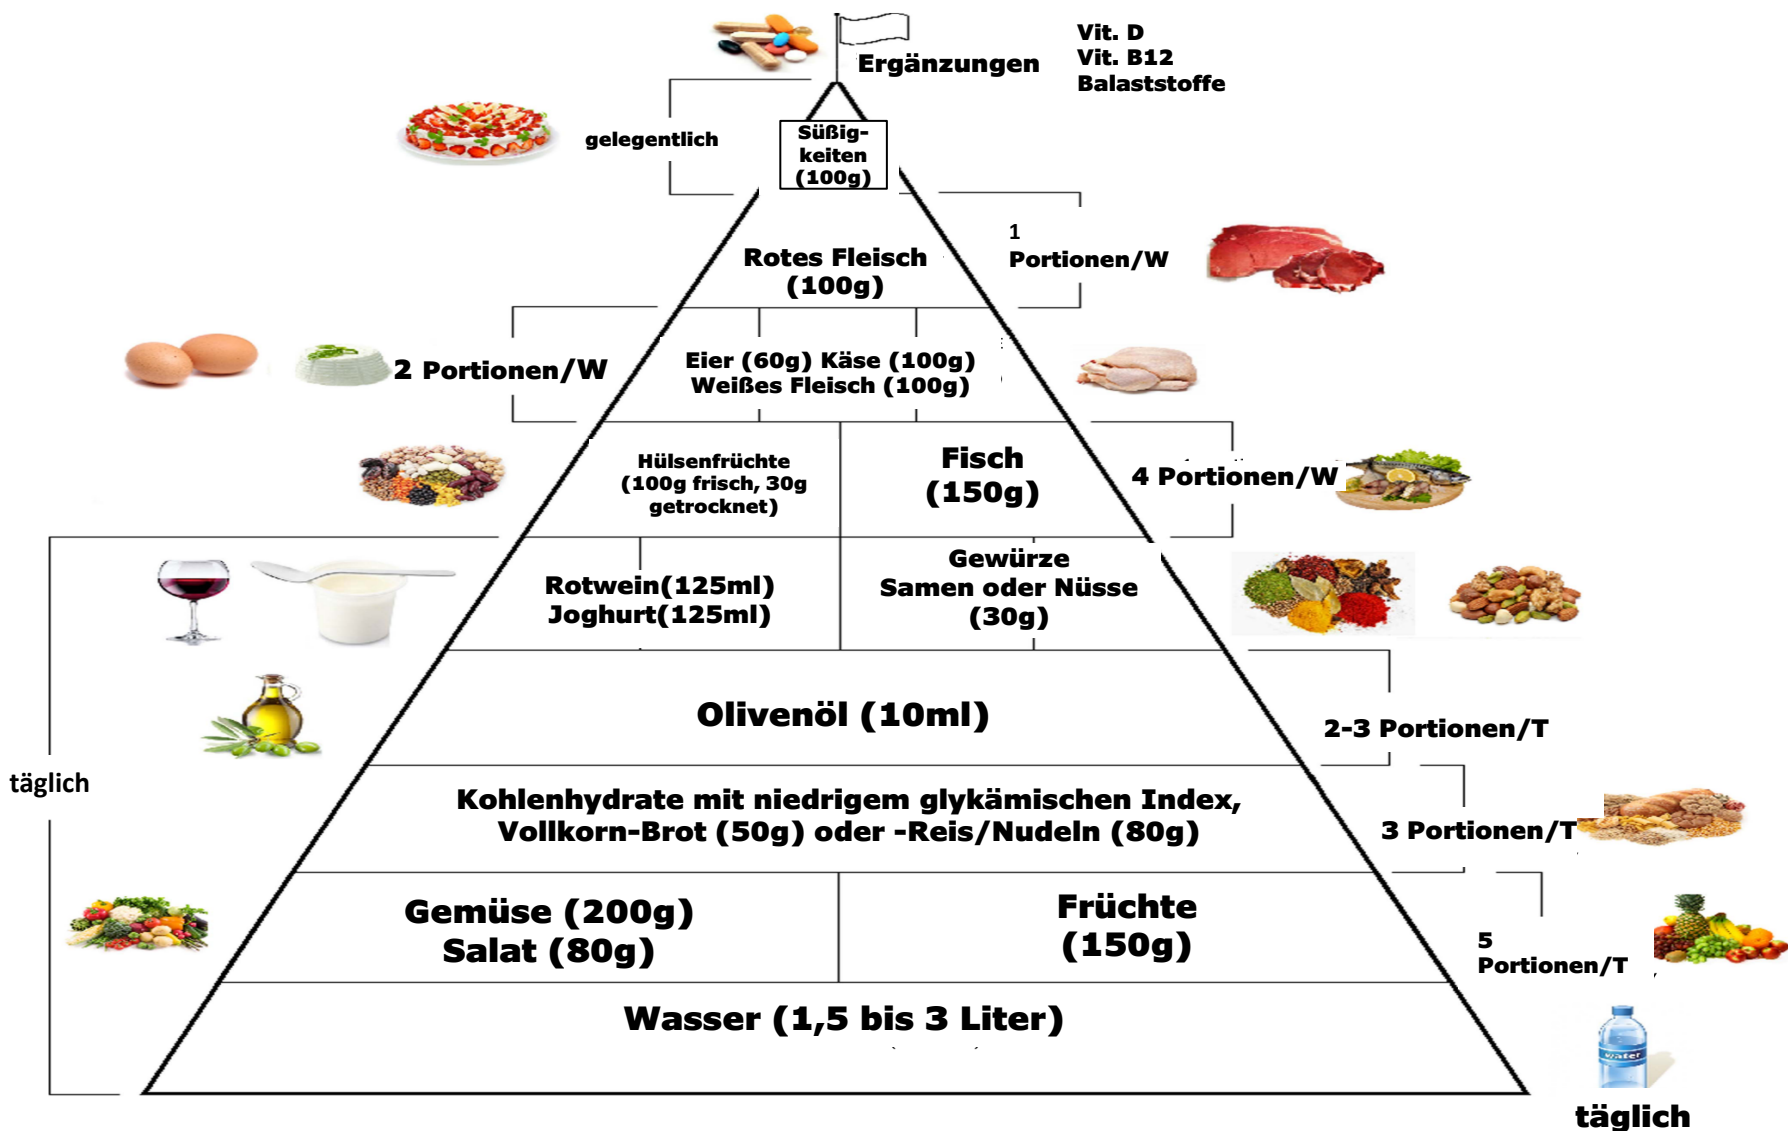 Ergänzungen
Vit. D
Vit. B12
Balaststoffe
gelegentlich
Süßig-
keiten
(100g)
Rotes Fleisch
(100g)
1
Portionen/W
2 Portionen/W
Eier (60g) Käse (100g)
Weißes Fleisch (100g)
Hülsenfrüchte
(100g frisch, 30g
getrocknet)
Fisch
(150g)
4 Portionen/W
Rotwein(125ml)
Joghurt(125ml)
Gewürze
Samen oder Nüsse
(30g)
Olivenöl (10ml)
2-3 Portionen/T
täglich
Kohlenhydrate mit niedrigem glykämischen Index,
Vollkorn-Brot (50g) oder -Reis/Nudeln (80g)
3 Portionen/T
Gemüse (200g)
Salat (80g)
Früchte
(150g)
5
Portionen/T
Wasser (1,5 bis 3 Liter)
water
täglich